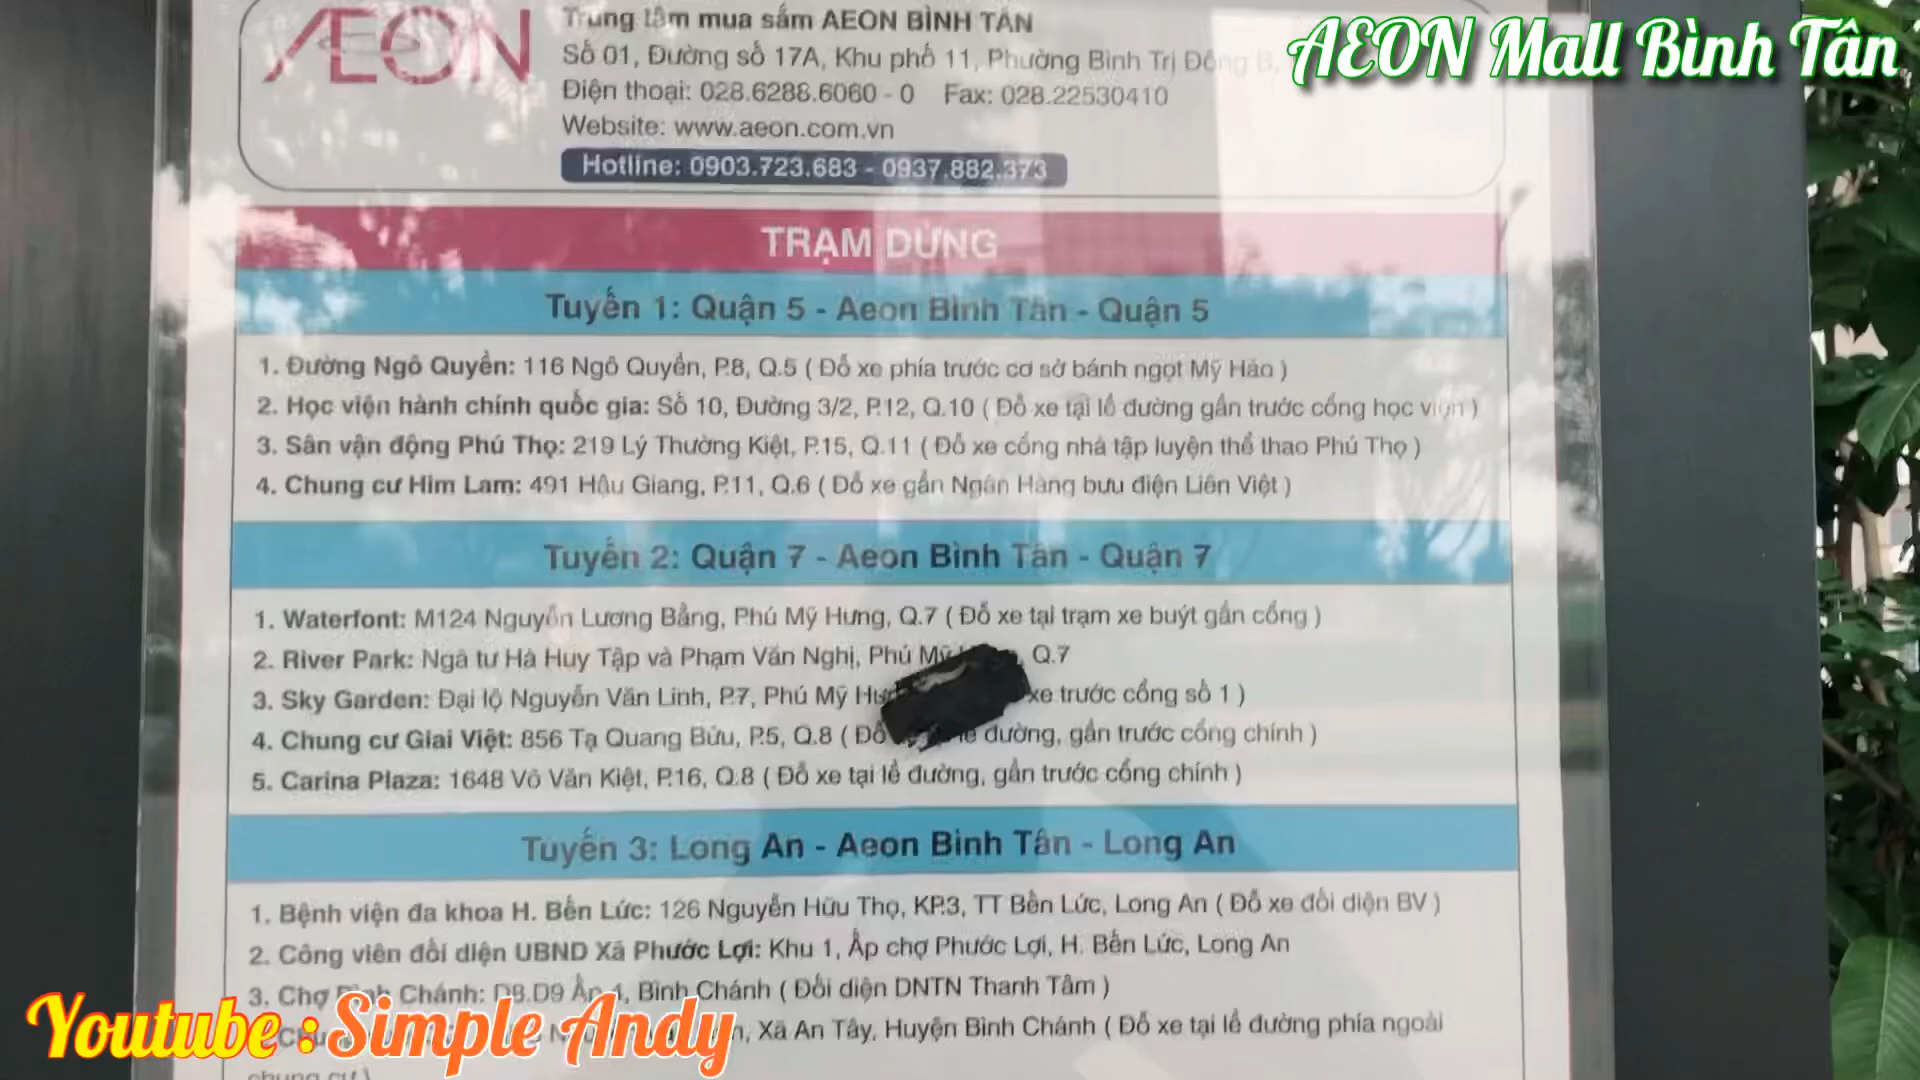 AEON
Trung tâm mua sắm AEON BÌNH TÂN
Số 01, Đường số 17A, Khu phố 11, Phường Bình Trị Đông B,
Điện thoại: 028.6288.6060 - 0 Fax: 028.22530410
Website: www.aeon.com.vn
Hotline: 0903.723.683 - 0937.882.373
AEON Mall Bình Tân
TRẠM DỪNG
Tuyến 1: Quận 5 - Aeon Bình Tân - Quận 5
1. Đường Ngô Quyền: 116 Ngô Quyền, P.8, Q.5 ( Đỗ xe phía trước cơ sở bánh ngọt Mỹ Hảo )
2. Học viện hành chính quốc gia: Số 10, Đường 3/2, P.12, Q.10 ( Đỗ xe tại lề đường gần trước cổng học viện )
3. Sân vận động Phú Thọ: 219 Lý Thường Kiệt, P.15, Q.11 ( Đỗ xe cổng nhà tập luyện thể thao Phú Thọ )
4. Chung cư Him Lam: 491 Hậu Giang, P.11, Q.6 ( Đỗ xe gần Ngân Hàng bưu điện Liên Việt )
Tuyến 2: Quận 7 - Aeon Bình Tân - Quận 7
1. Waterfont: M124 Nguyễn Lương Bằng, Phú Mỹ Hưng, Q.7 ( Đỗ xe tại trạm xe buýt gần cổng )
2. River Park: Ngã tư Hà Huy Tập và Phạm Văn Nghị, Phú Mỹ Q.7
3. Sky Garden: Đại lộ Nguyễn Văn Linh, P.7, Phú Mỹ xe trước cổng số 1 )
4. Chung cư Giai Việt: 856 Tạ Quang Bửu, P.5, Q.8 ( Đỗ đường, gần trước cổng chính )
5. Carina Plaza: 1648 Võ Văn Kiệt, P.16, Q.8 ( Đỗ xe tại lề đường, gần trước cổng chính )
Tuyến 3: Long An - Aeon Bình Tân - Long An
1. Bệnh viện đa khoa H. Bến Lức: 126 Nguyễn Hữu Thọ, KP.3, TT Bến Lức, Long An ( Đỗ xe đối diện BV )
2. Công viên đối diện UBND Xã Phước Lợi: Khu 1, Ấp chợ Phước Lợi, H. Bến Lức, Long An
3. Chợ Bình Chánh: D8.D9 Ấp 4, Bình Chánh ( Đối diện DNTN Thanh Tâm )
Xã An Tây, Huyện Bình Chánh ( Đỗ xe tại lề đường phía ngoài
chung cư )
Youtube : Simple Andy